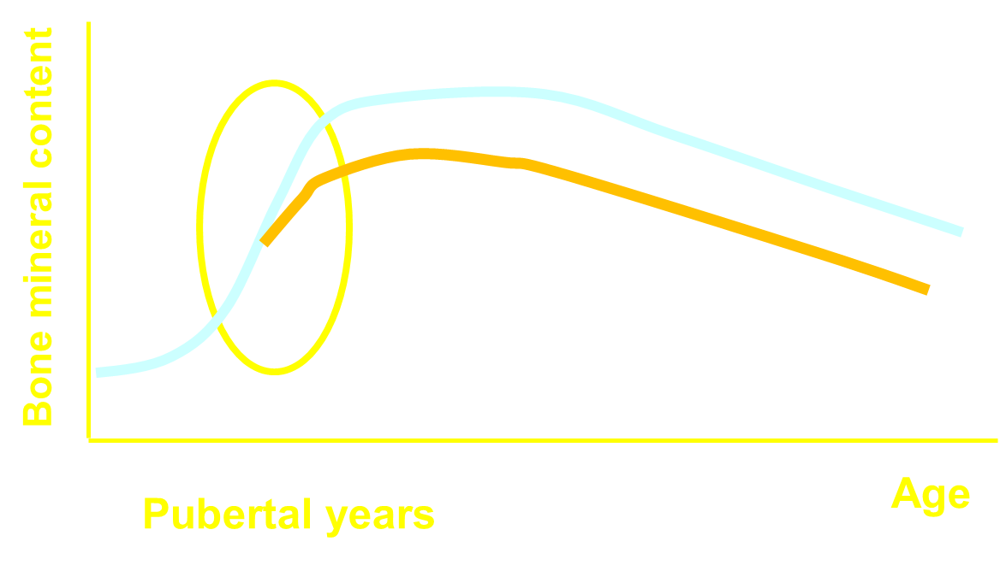 Bone mineral content
Age
Pubertal years